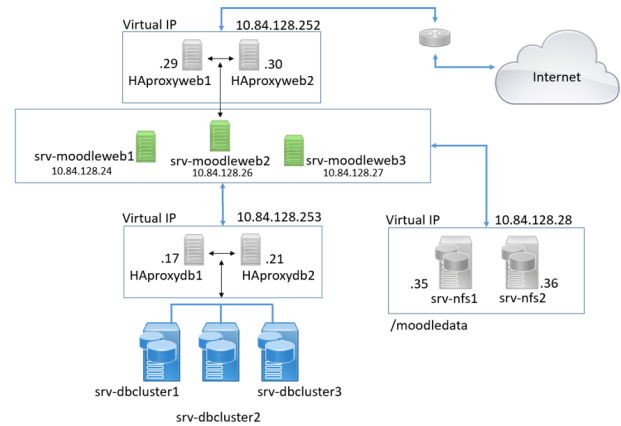 Virtual IP 10.84.128.252
.29 .30
HAproxyweb1 HAproxyweb2
Internet
srv-moodleweb1 srv-moodleweb2 srv-moodleweb3
10.84.128.24 10.84.128.26 10.84.128.27
Virtual IP 10.84.128.253
.17 .21
HAproxydb1 HAproxydb2
Virtual IP 10.84.128.28
.35 .36
srv-nfs1 srv-nfs2
/moodledata
srv-dbcluster1 srv-dbcluster3
srv-dbcluster2